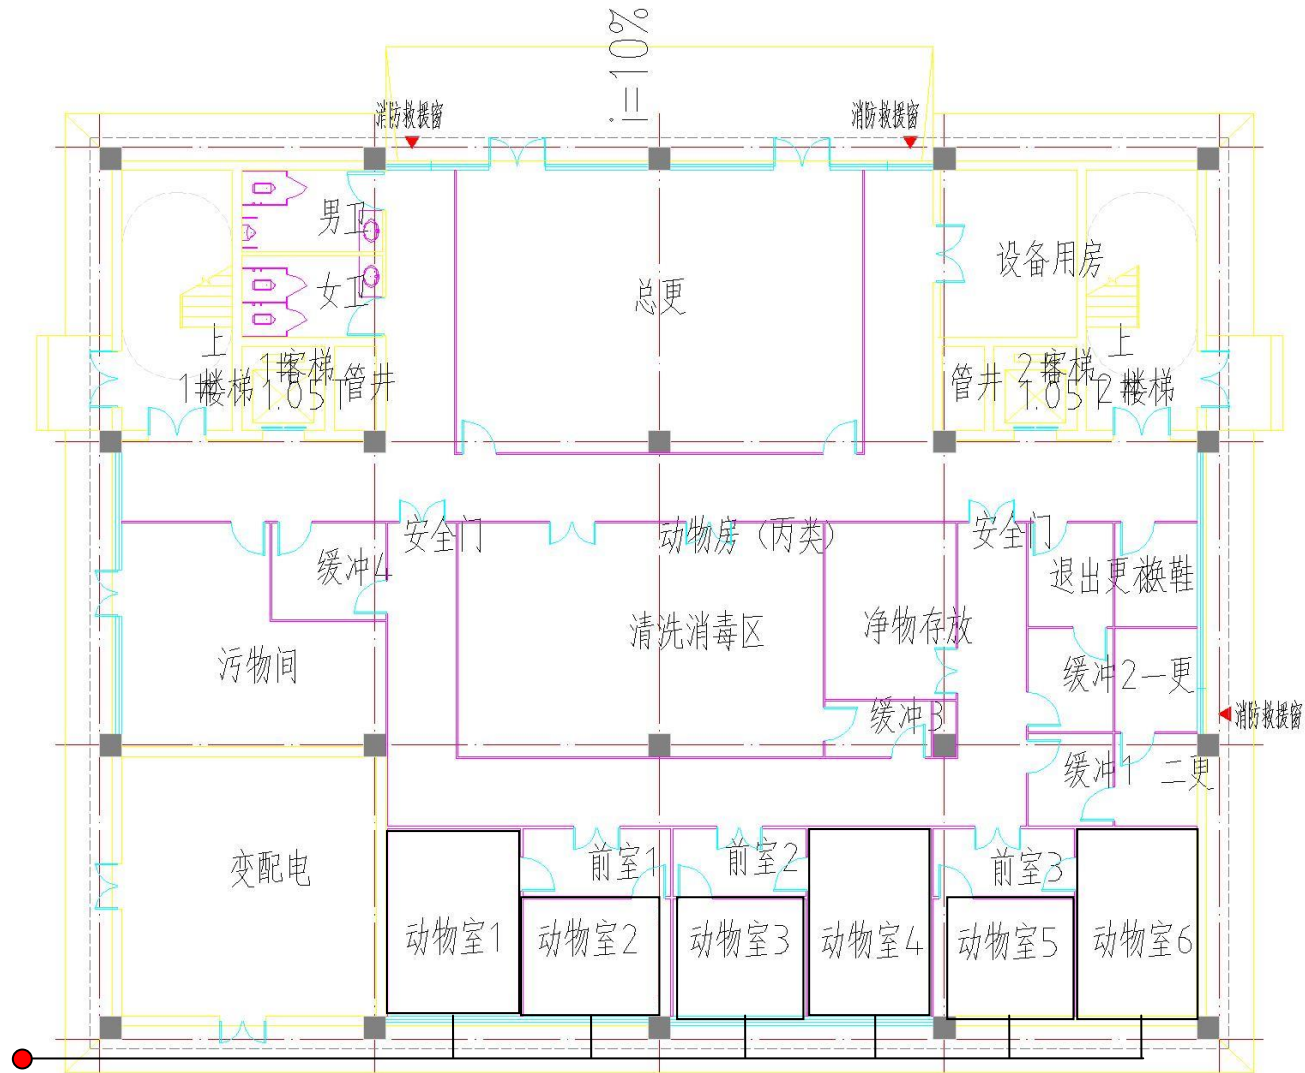 i=10%
消防救援窗
消防救援窗
男卫
设备用房
女卫
总更
上
上
1#客梯
2#客梯
1#楼梯
1.05T
管井
管井
1.05T
2#楼梯
安全门
动物房（丙类）
安全门
缓冲4
退出更衣
换鞋
清洗消毒区
净物存放
污物间
缓冲2
一更
缓冲3
消防救援窗
缓冲1
二更
变配电
前室1
前室2
前室3
动物室1
动物室2
动物室3
动物室4
动物室5
动物室6